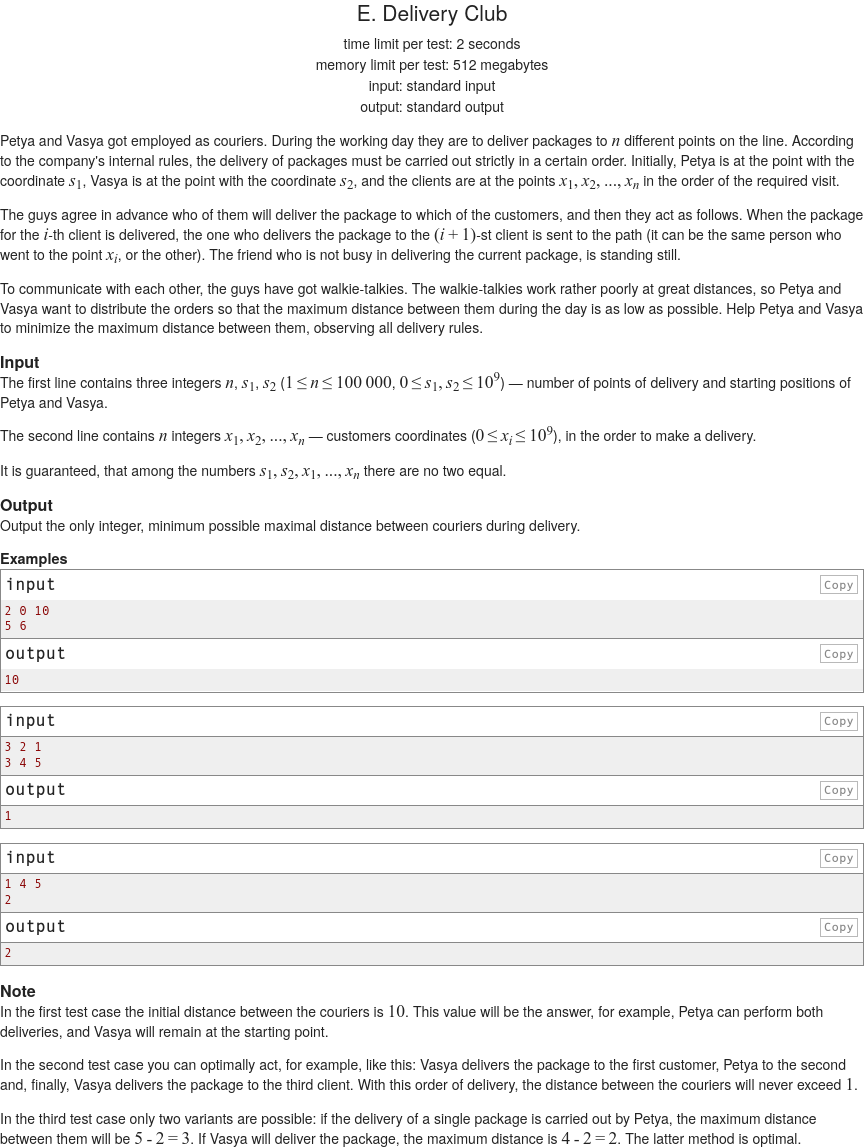 E. Delivery Club
time limit per test: 2 seconds
memory limit per test: 512 megabytes
input: standard input
output: standard output
Petya and Vasya got employed as couriers. During the working day they are to deliver packages to n different points on the line. According
to the company's internal rules, the delivery of packages must be carried out strictly in a certain order. Initially, Petya is at the point with the
coordinate s1, Vasya is at the point with the coordinate s2, and the clients are at the points x1, x2, ..., xn in the order of the required visit.
The guys agree in advance who of them will deliver the package to which of the customers, and then they act as follows. When the package
for the i-th client is delivered, the one who delivers the package to the (i + 1)-st client is sent to the path (it can be the same person who
went to the point xi, or the other). The friend who is not busy in delivering the current package, is standing still.
To communicate with each other, the guys have got walkie-talkies. The walkie-talkies work rather poorly at great distances, so Petya and
Vasya want to distribute the orders so that the maximum distance between them during the day is as low as possible. Help Petya and Vasya
to minimize the maximum distance between them, observing all delivery rules.
Input
The first line contains three integers n, s1, s2 (1 ≤ n ≤ 100 000, 0 ≤ s1, s2 ≤ 10^9) — number of points of delivery and starting positions of
Petya and Vasya.
The second line contains n integers x1, x2, ..., xn — customers coordinates (0 ≤ xi ≤ 10^9), in the order to make a delivery.
It is guaranteed, that among the numbers s1, s2, x1, ..., xn there are no two equal.
Output
Output the only integer, minimum possible maximal distance between couriers during delivery.
Examples
input Copy
2 0 10
5 6
output Copy
10
input Copy
3 2 1
3 4 5
output Copy
1
input Copy
1 4 5
2
output Copy
2
Note
In the first test case the initial distance between the couriers is 10. This value will be the answer, for example, Petya can perform both
deliveries, and Vasya will remain at the starting point.
In the second test case you can optimally act, for example, like this: Vasya delivers the package to the first customer, Petya to the second
and, finally, Vasya delivers the package to the third client. With this order of delivery, the distance between the couriers will never exceed 1.
In the third test case only two variants are possible: if the delivery of a single package is carried out by Petya, the maximum distance
between them will be 5 - 2 = 3. If Vasya will deliver the package, the maximum distance is 4 - 2 = 2. The latter method is optimal.